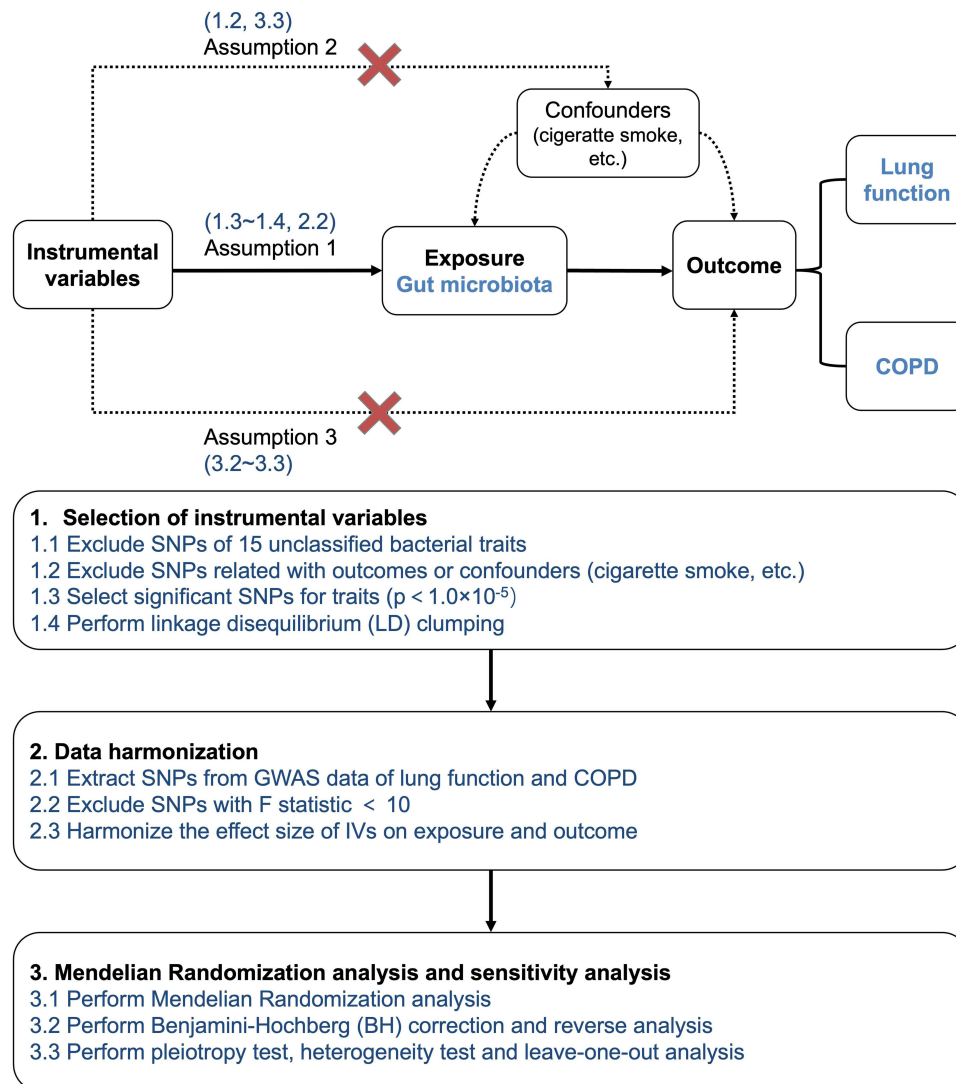 (1.2, 3.3)
Assumption 2
Confounders
(cigeratte smoke,
etc.)
Lung
function
(1.3~1.4, 2.2)
Assumption 1
Instrumental
variables
Exposure
Gut microbiota
Outcome
COPD
Assumption 3
(3.2~3.3)
1. Selection of instrumental variables
1.1 Exclude SNPs of 15 unclassified bacterial traits
1.2 Exclude SNPs related with outcomes or confounders (cigarette smoke, etc.)
1.3 Select significant SNPs for traits (p < 1.0×10⁻⁵)
1.4 Perform linkage disequilibrium (LD) clumping
2. Data harmonization
2.1 Extract SNPs from GWAS data of lung function and COPD
2.2 Exclude SNPs with F statistic < 10
2.3 Harmonize the effect size of IVs on exposure and outcome
3. Mendelian Randomization analysis and sensitivity analysis
3.1 Perform Mendelian Randomization analysis
3.2 Perform Benjamini-Hochberg (BH) correction and reverse analysis
3.3 Perform pleiotropy test, heterogeneity test and leave-one-out analysis